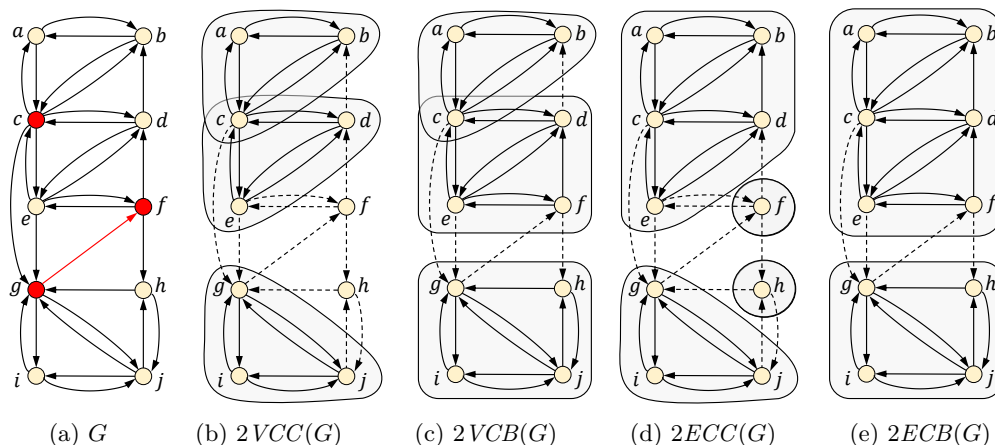 a b a b a b a b a b
c d c d c d c d c d
e f e f e f e f e f
g h g h g h g h g h
i j i j i j i j i j
(a) G (b) 2VCC(G) (c) 2VCB(G) (d) 2ECC(G) (e) 2ECB(G)